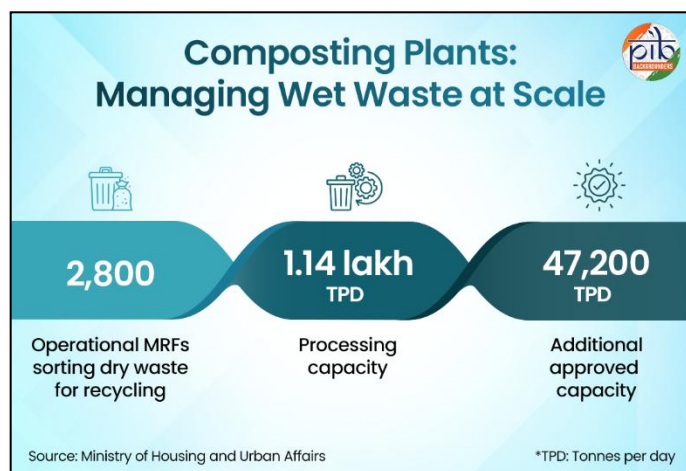 Composting Plants:
Managing Wet Waste at Scale
pib
BACKGROUNDERS
2,800
Operational MRFs
sorting dry waste
for recycling
1.14 lakh
TPD
Processing
capacity
47,200
TPD
Additional
approved
capacity
Source: Ministry of Housing and Urban Affairs
*TPD: Tonnes per day